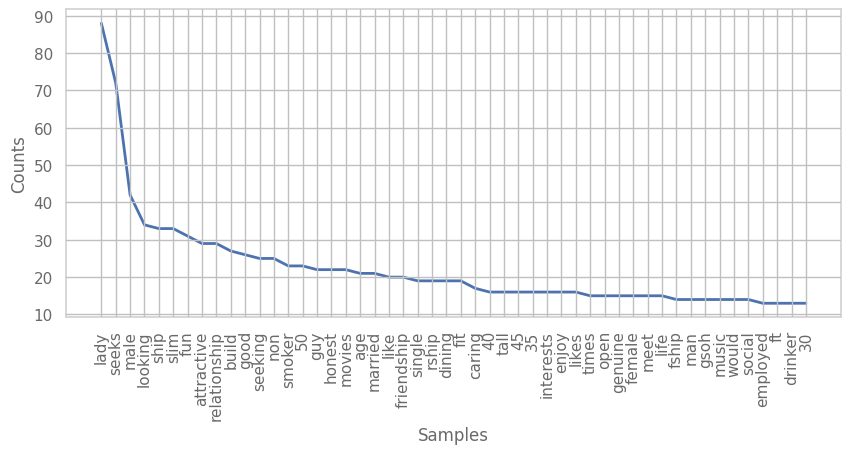 90
80
70
60
50
40
30
20
10
Counts
lady
seeks
male
looking
ship
slim
fun
attractive
relationship
build
good
seeking
non
smoker
50
guy
honest
movies
age
married
like
friendship
single
rship
dining
fit
caring
40
tall
45
35
interests
enjoy
likes
times
open
genuine
female
meet
life
fship
man
gsoh
music
would
social
employed
ft
drinker
30
Samples